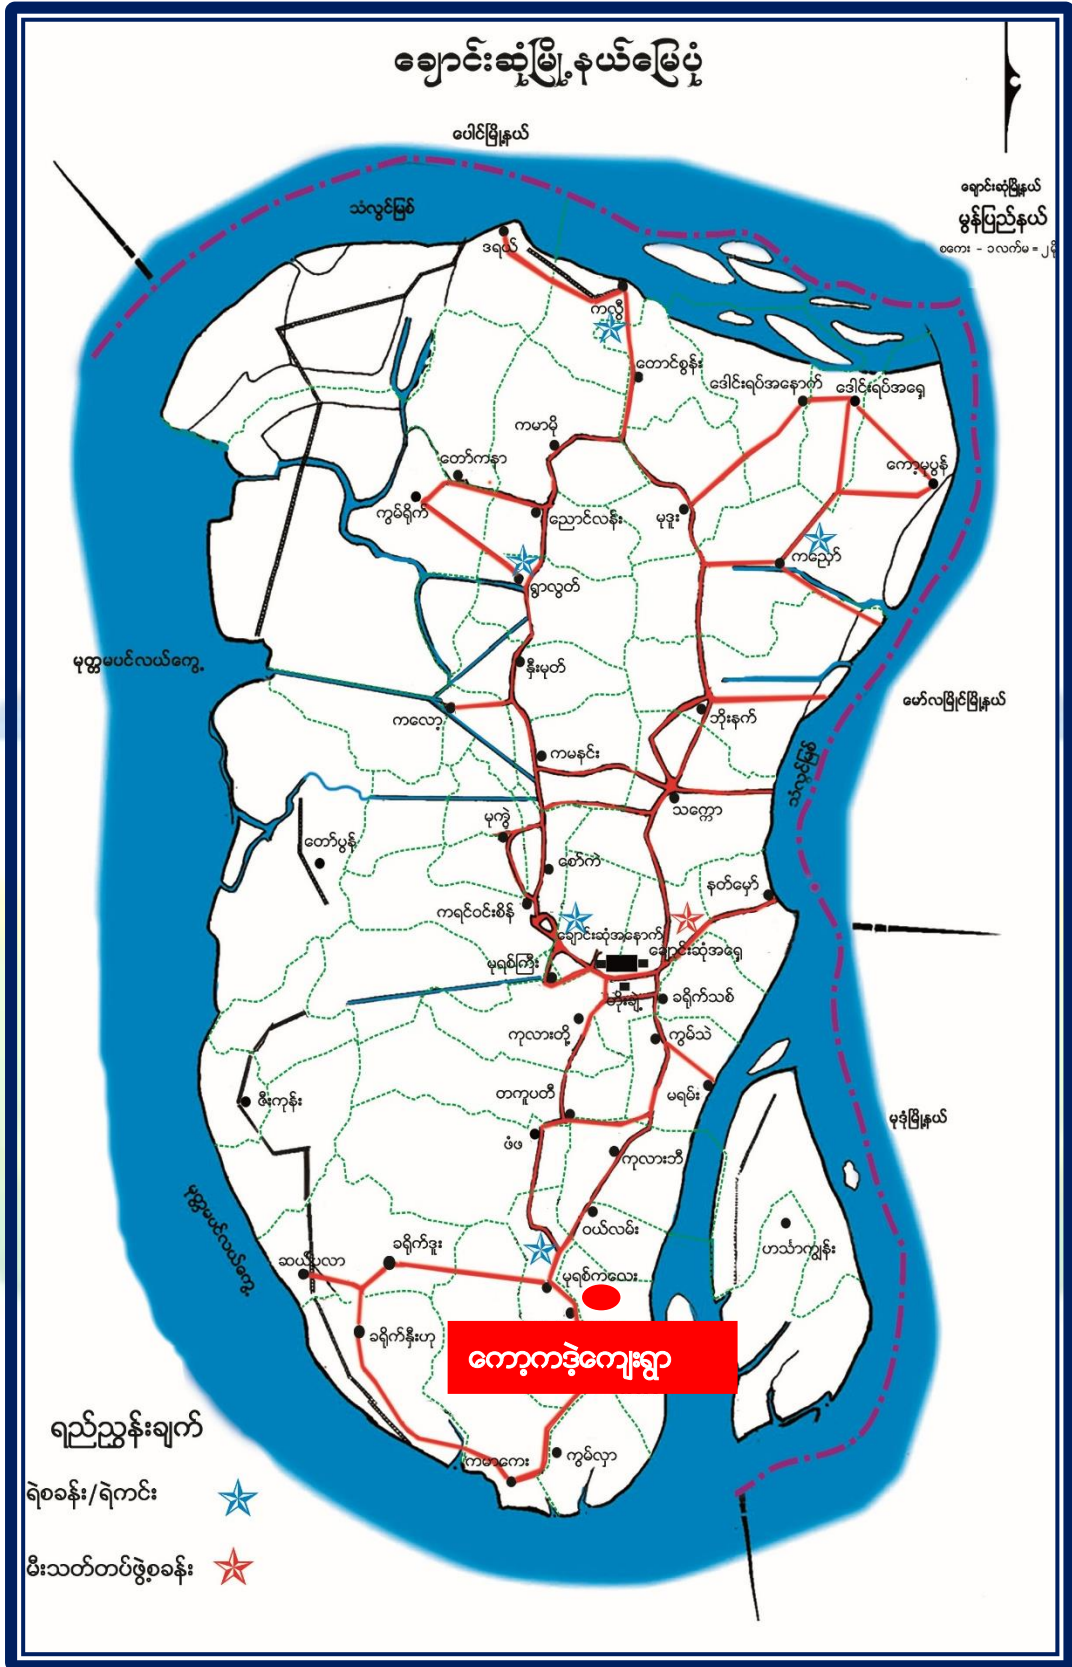 ချောင်းဆုံမြို့နယ်မြေပုံ
ပေါင်မြို့နယ်
ချောင်းဆုံမြို့နယ်
မွန်ပြည်နယ်
စကေး - ၁လက်မ = ၂မို
သံလွင်မြစ်
ဒရယ်
ကလွီ
တောင်စွန်း
ဒေါင်းရပ်အနောက်
ဒေါင်းရပ်အရှေ့
ကမာမို
တော်ကနာ
ကော့မုပွန်
ကွမ်ရိုက်
ညောင်လန်း
မုဒူး
ကညှော်
ရွာလွတ်
မုတ္တမပင်လယ်ကွေ့
နှီးမုတ်
ကလော့
ဘိုးနက်
မော်လမြိုင်မြို့နယ်
ကမနင်း
သံလွင်မြစ်
သက္ကော
မုကွဲ
တော်ပွန်
စော်ကဲ
နတ်မှော်
ကရင်ဝင်းစိန်
ချောင်းဆုံအနောက်
ချောင်းဆုံအရှေ့
မုရစ်ကြီး
ဘိုးချဲ့
ခရိုက်သစ်
ကုလားတို့
ကွမ်သဲ
တကူပတီ
မရမ်း
ဇီးကုန်း
မုဒုံမြို့နယ်
ဖံဖ
ကုလားဘီ
မုတ္တမပင်လယ်ကွေ့
ဝယ်လမ်း
ဟင်္သာကျွန်း
ခရိုက်ဒူး
ဆယ်ပလာ
မုရစ်ကလေး
ခရိုက်နှီးဟု
ကော့ကဒဲ့ကျေးရွာ
ကွမ်လှာ
ကမာကေး
ရည်ညွှန်းချက်
ရဲစခန်း/ရဲကင်း
မီးသတ်တပ်ဖွဲ့စခန်း